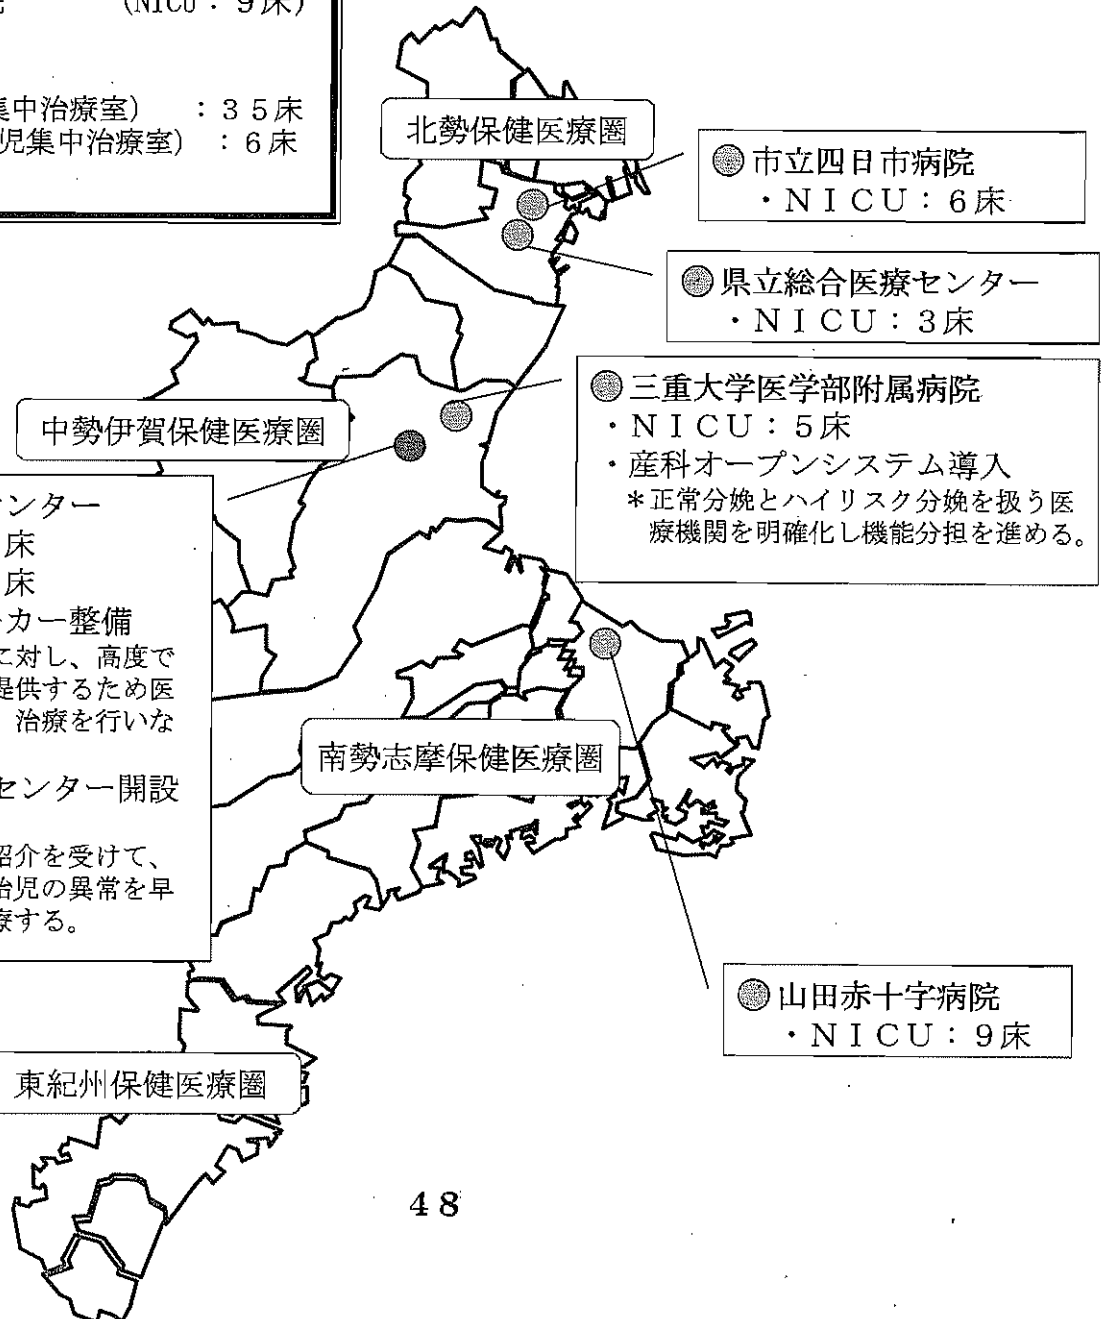 (NICU：9床)
集中治療室) ：35床
児集中治療室) ：6床
北勢保健医療圏
市立四日市病院
・NICU：6床
県立総合医療センター
・NICU：3床
三重大学医学部附属病院
・NICU：5床
・産科オープンシステム導入
＊正常分娩とハイリスク分娩を扱う医
療機関を明確化し機能分担を進める。
中勢伊賀保健医療圏
ンター
床
床
カー整備
に対し、高度で
提供するため医
治療を行いな
センター開設
紹介を受けて、
胎児の異常を早
療する。
南勢志摩保健医療圏
山田赤十字病院
・NICU：9床
東紀州保健医療圏
48